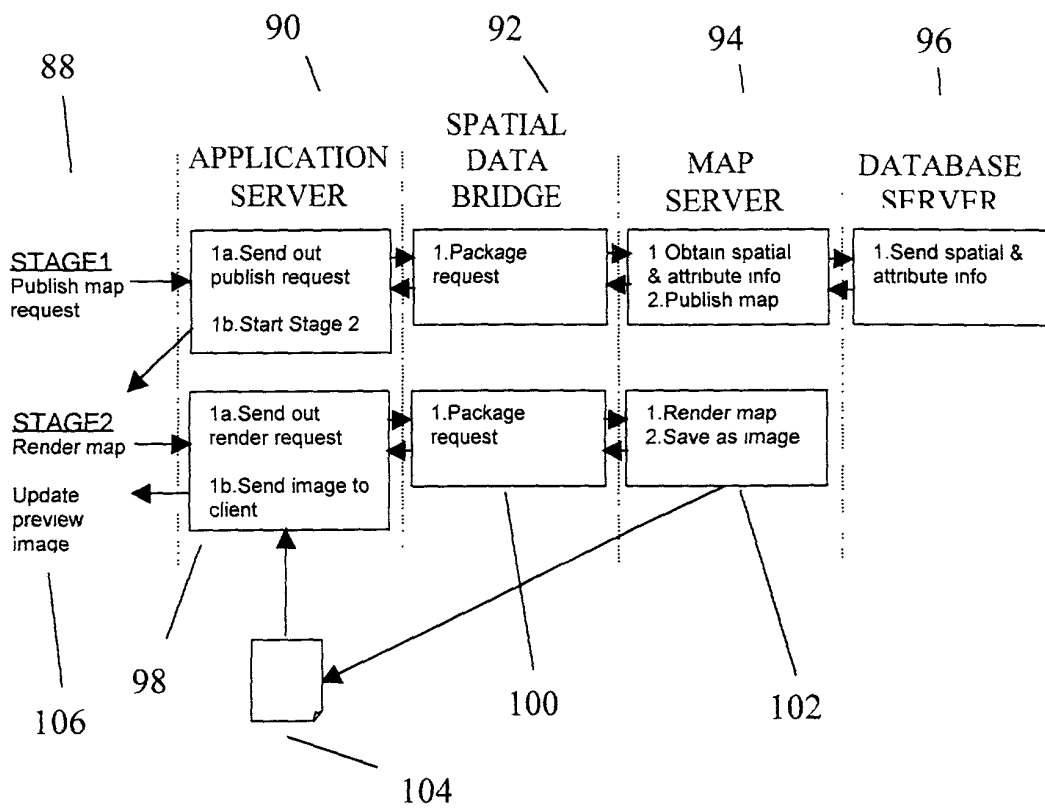 90
92
94
96
88
APPLICATION
SERVER
SPATIAL
DATA
BRIDGE
MAP
SERVER
DATABASE
SERVER
STAGE1
Publish map
request
1a.Send out
publish request
1b.Start Stage 2
1.Package
request
1 Obtain spatial
& attribute info
2.Publish map
1.Send spatial &
attribute info
STAGE2
Render map
Update
preview
image
1a.Send out
render request
1b.Send image to
client
1.Package
request
1.Render map
2.Save as image
98
100
102
106
104